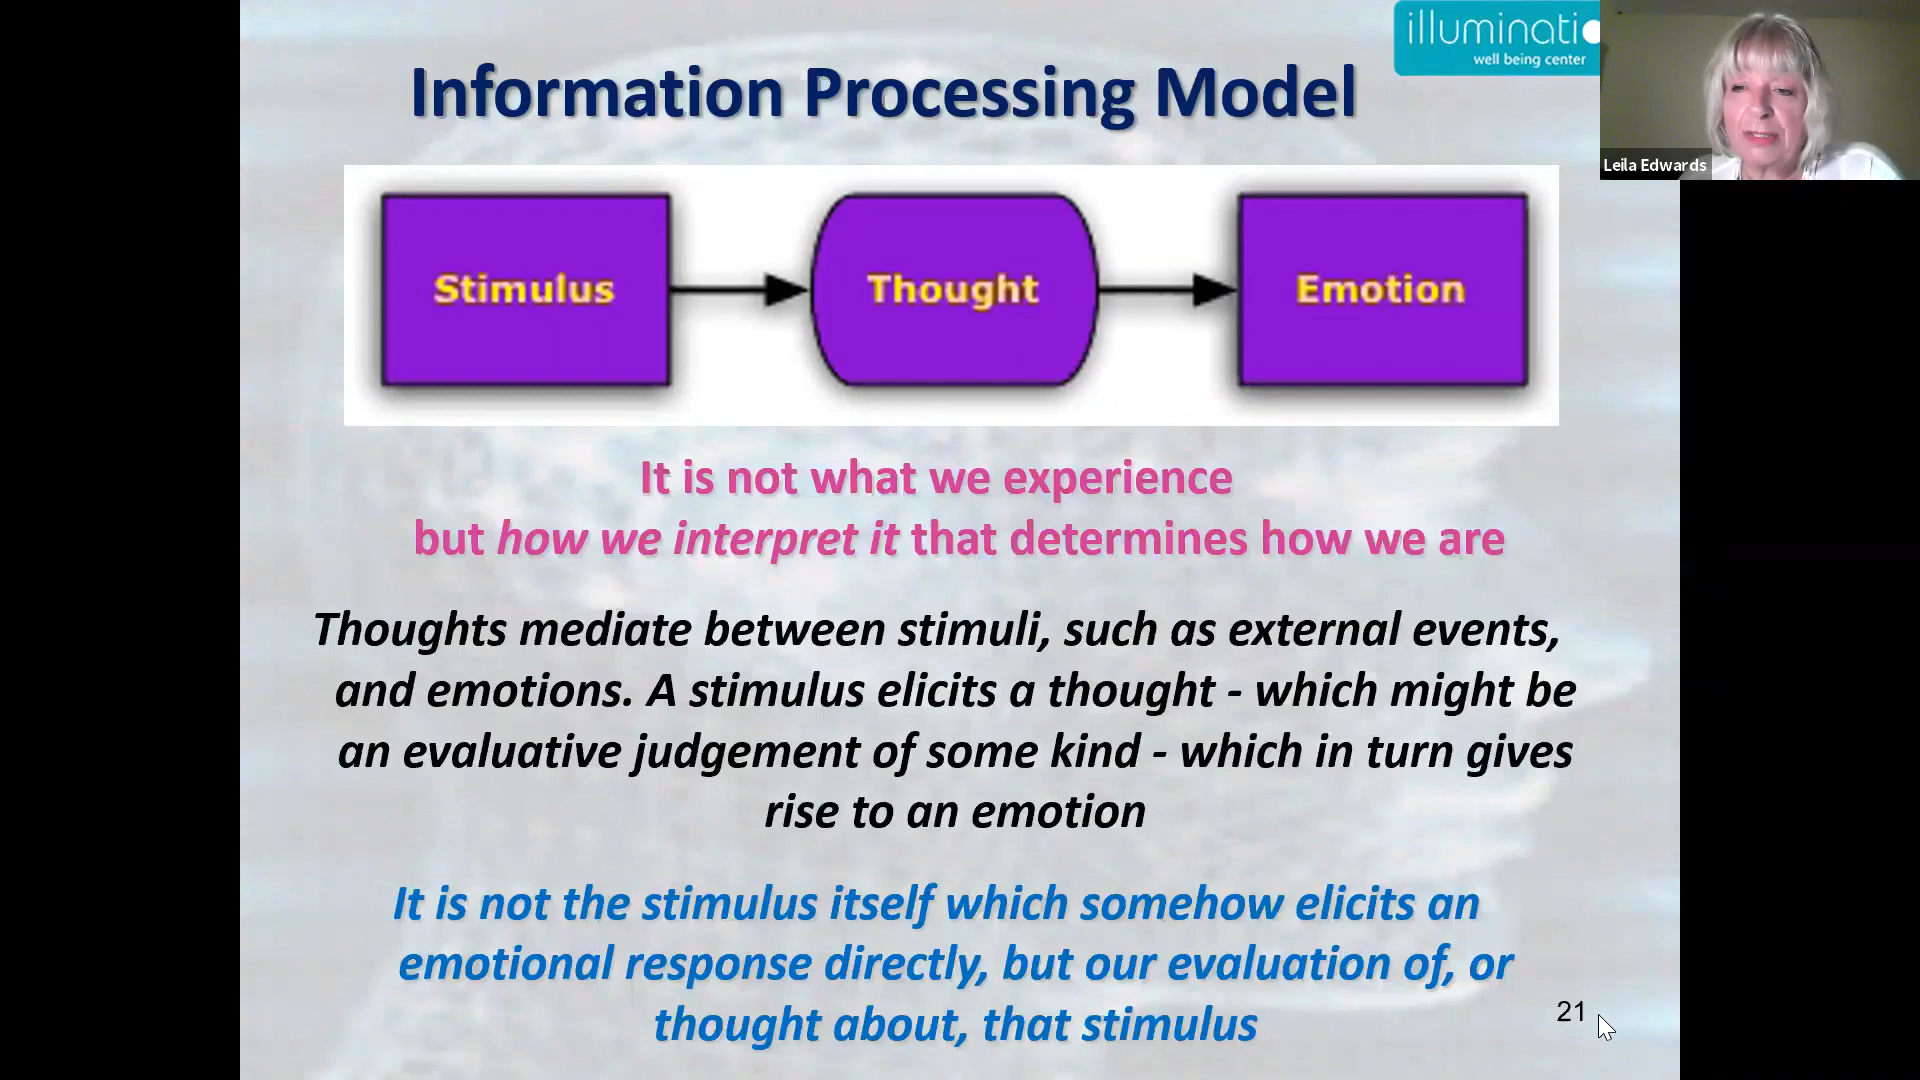 illuminati
well being center
Information Processing Model
Leila Edwards
Stimulus
Thought
Emotion
It is not what we experience
but how we interpret it that determines how we are
Thoughts mediate between stimuli, such as external events,
and emotions. A stimulus elicits a thought - which might be
an evaluative judgement of some kind - which in turn gives
rise to an emotion
It is not the stimulus itself which somehow elicits an
emotional response directly, but our evaluation of, or
thought about, that stimulus
21